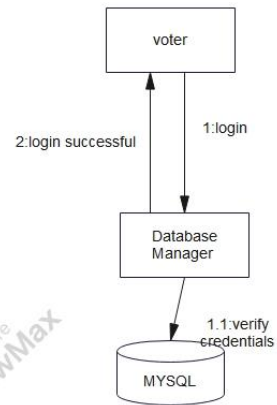 voter
2:login successful
1:login
Database
Manager
1.1:verify
credentials
MYSQL